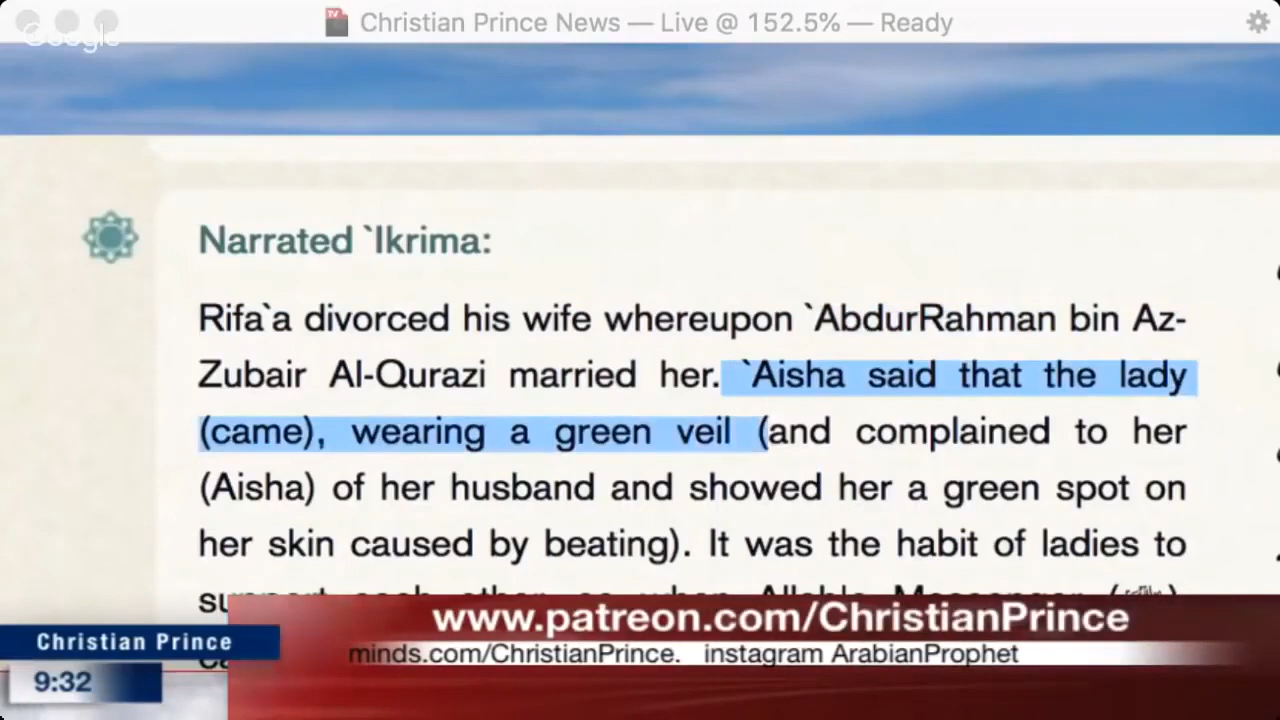 Christian Prince News — Live @ 152.5% — Ready
Google
Narrated `Ikrima:
Rifa`a divorced his wife whereupon `AbdurRahman bin Az-
Zubair Al-Qurazi married her. `Aisha said that the lady
(came), wearing a green veil (and complained to her
(Aisha) of her husband and showed her a green spot on
her skin caused by beating). It was the habit of ladies to
www.patreon.com/ChristianPrince
Christian Prince
minds.com/ChristianPrince. instagram ArabianProphet
9:32